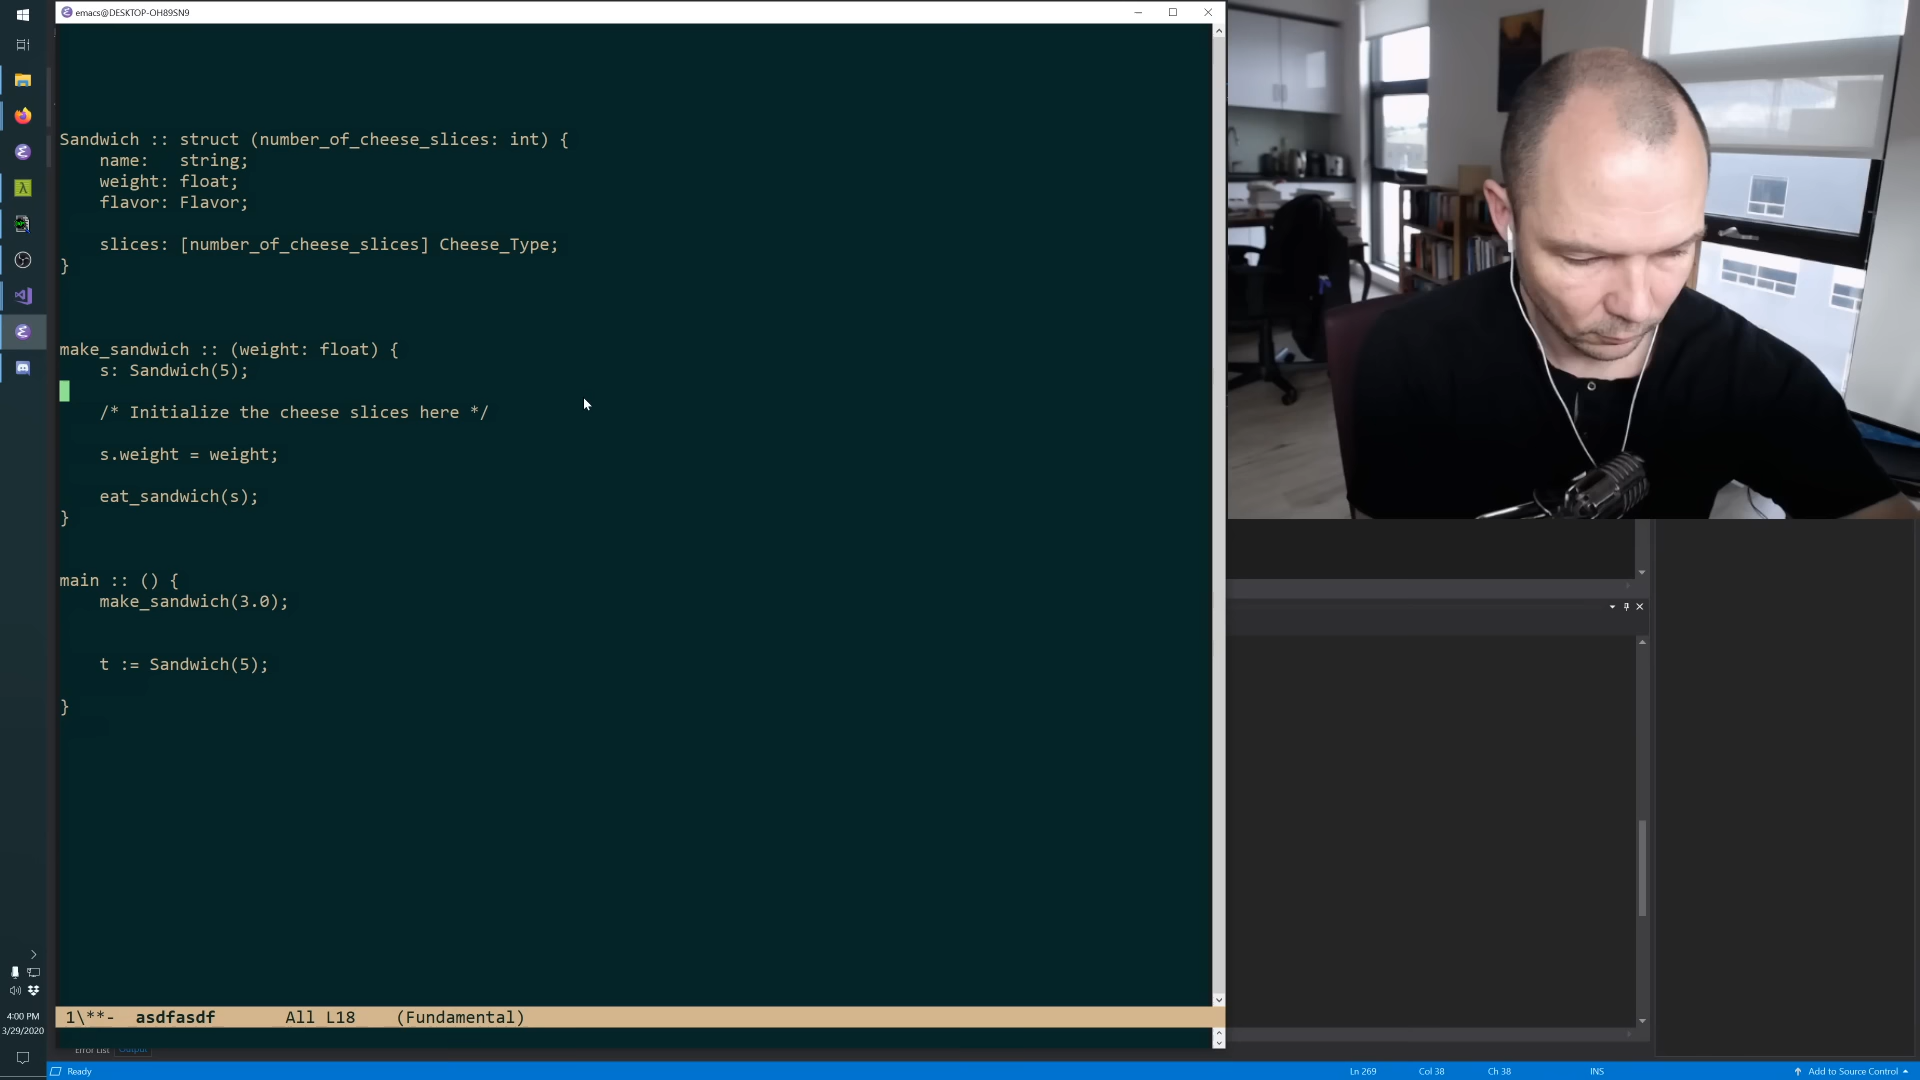 emacs@DESKTOP-OH89SN9
Sandwich :: struct (number_of_cheese_slices: int) {
name:   string;
weight: float;
flavor: Flavor;
slices: [number_of_cheese_slices] Cheese_Type;
}
make_sandwich :: (weight: float) {
s: Sandwich(5);
/* Initialize the cheese slices here */
s.weight = weight;
eat_sandwich(s);
}
main :: () {
make_sandwich(3.0);
t := Sandwich(5);
}
1\**-  asdfasdf       All L18    (Fundamental)
4:00 PM
3/29/2020
Error List Output
Ready Ln 269 Col 38 Ch 38 INS Add to Source Control